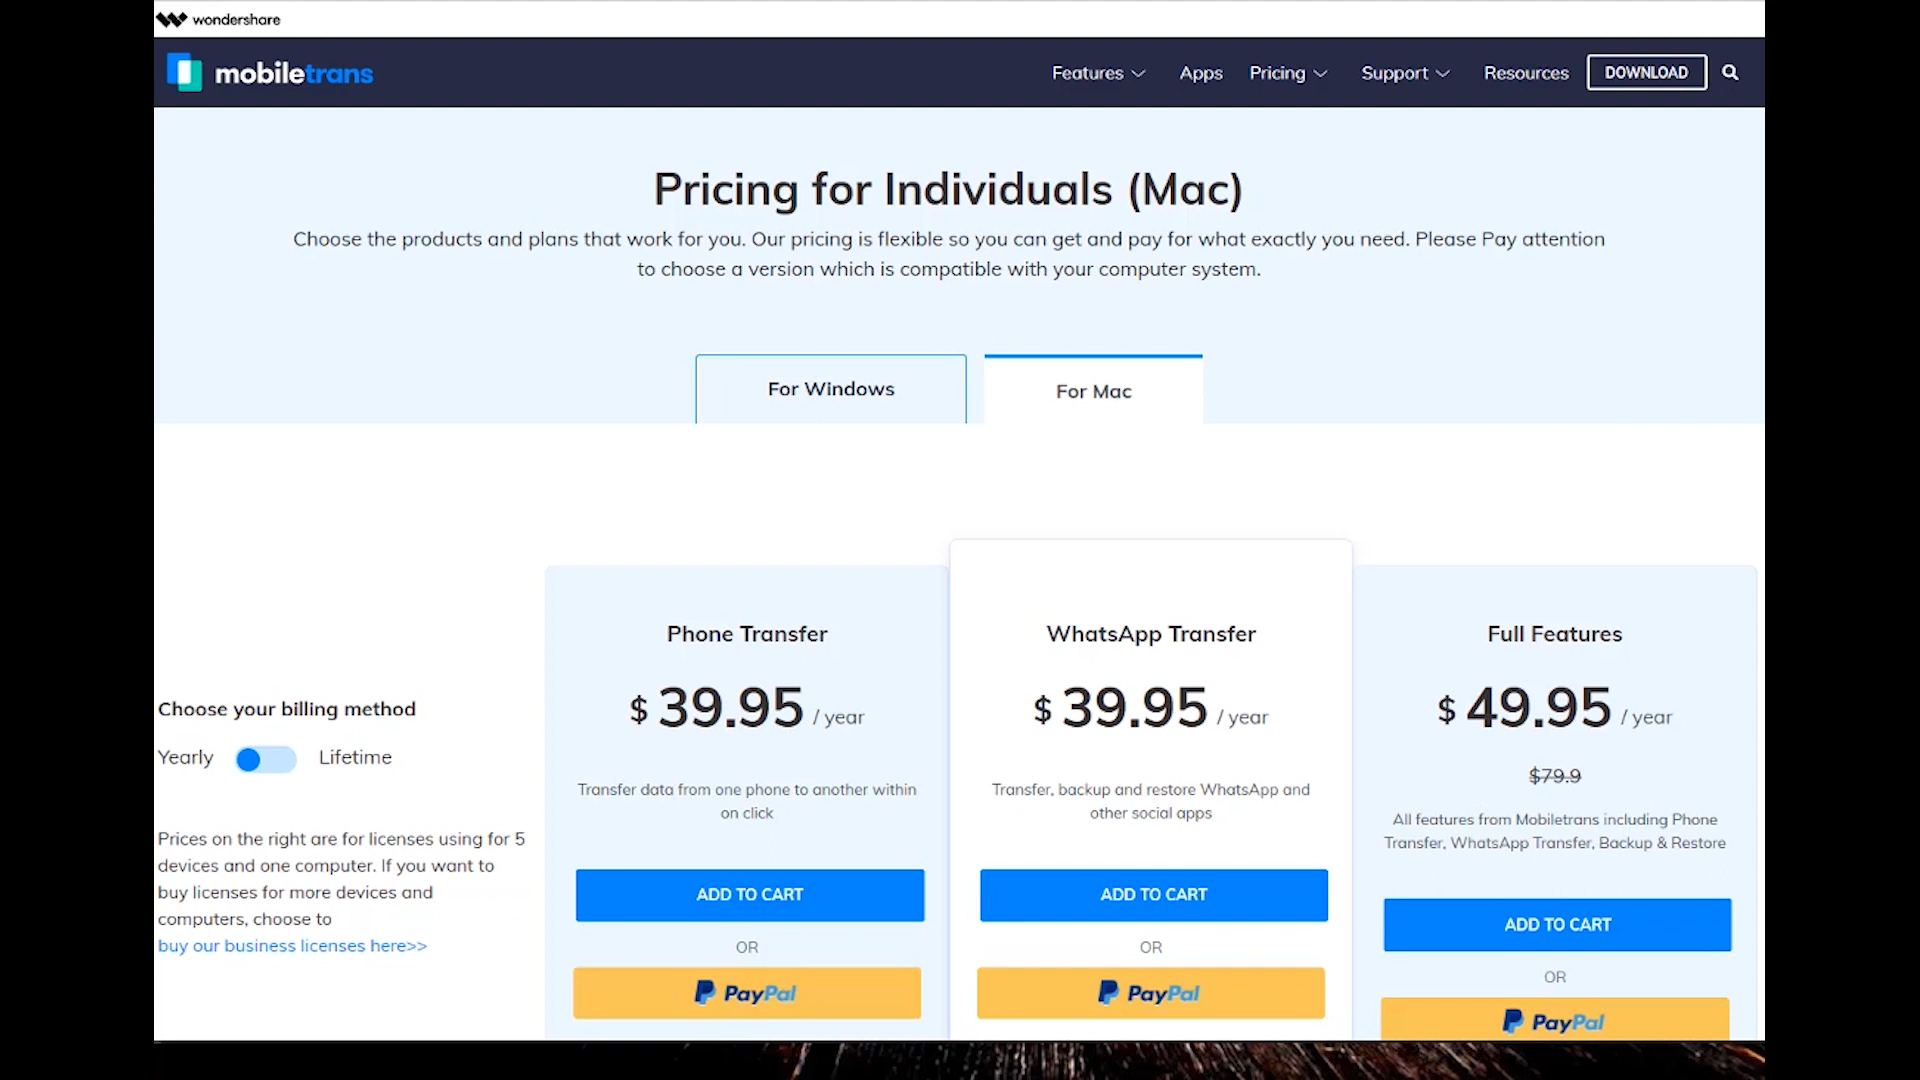 wondershare
mobiletrans
Features
Apps
Pricing
Support
Resources
DOWNLOAD
Pricing for Individuals (Mac)
Choose the products and plans that work for you. Our pricing is flexible so you can get and pay for what exactly you need. Please Pay attention
to choose a version which is compatible with your computer system.
For Windows
For Mac
Choose your billing method
Yearly
Lifetime
Prices on the right are for licenses using for 5
devices and one computer. If you want to
buy licenses for more devices and
computers, choose to
buy our business licenses here>>
Phone Transfer
$ 39.95 / year
Transfer data from one phone to another within
on click
ADD TO CART
OR
PayPal
WhatsApp Transfer
$ 39.95 / year
Transfer, backup and restore WhatsApp and
other social apps
ADD TO CART
OR
PayPal
Full Features
$ 49.95 / year
$79.9
All features from Mobiletrans including Phone
Transfer, WhatsApp Transfer, Backup & Restore
ADD TO CART
OR
PayPal